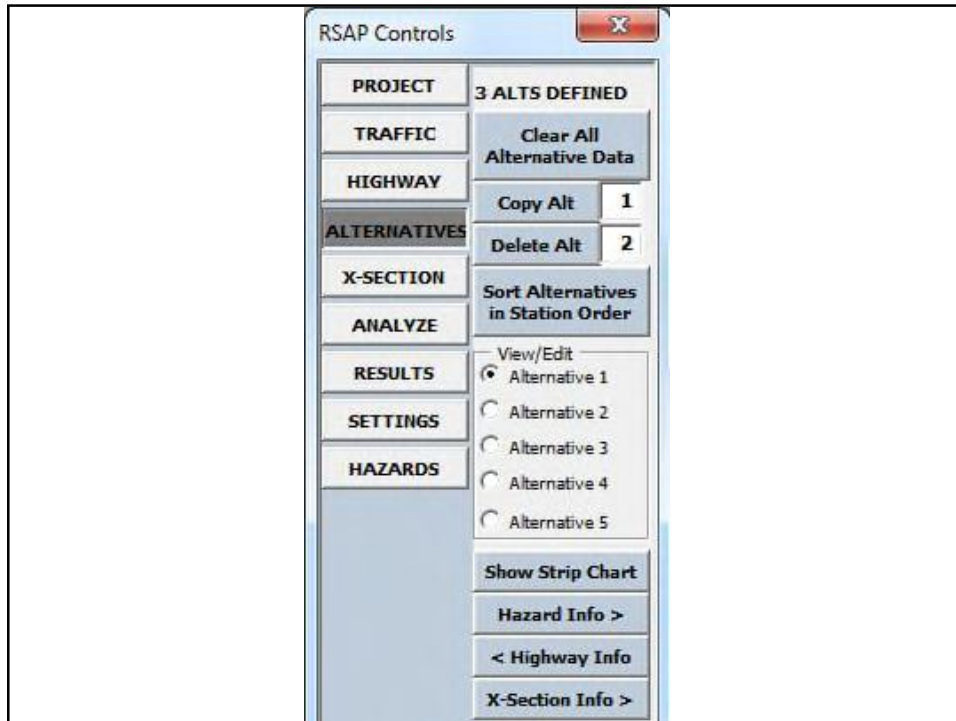 RSAP Controls
PROJECT
TRAFFIC
HIGHWAY
ALTERNATIVES
X-SECTION
ANALYZE
RESULTS
SETTINGS
HAZARDS
3 ALTS DEFINED
Clear All
Alternative Data
Copy Alt 1
Delete Alt 2
Sort Alternatives
in Station Order
View/Edit
Alternative 1
Alternative 2
Alternative 3
Alternative 4
Alternative 5
Show Strip Chart
Hazard Info >
< Highway Info
X-Section Info >